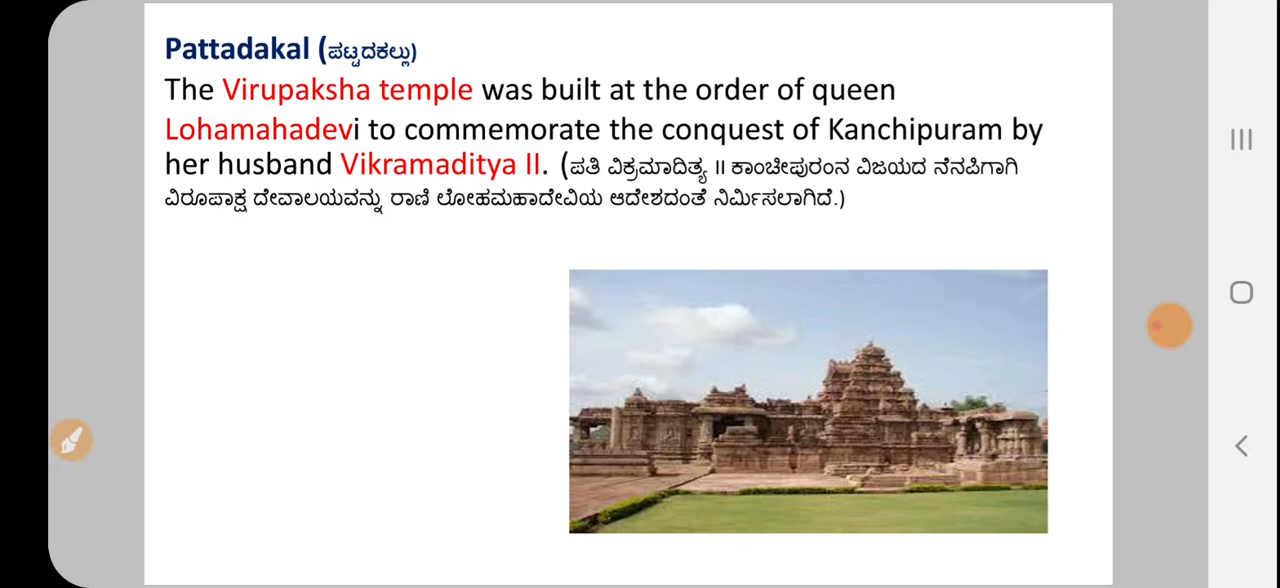 Pattadakal (ಪಟ್ಟದಕಲ್ಲು)
The Virupaksha temple was built at the order of queen
Lohamahadevi to commemorate the conquest of Kanchipuram by
her husband Vikramaditya II. (ಪತಿ ವಿಕ್ರಮಾದಿತ್ಯ II ಕಾಂಚೀಪುರಂನ ವಿಜಯದ ನೆನಪಿಗಾಗಿ
ವಿರೂಪಾಕ್ಷ ದೇವಾಲಯವನ್ನು ರಾಣಿ ಲೋಹಮಹಾದೇವಿಯ ಆದೇಶದಂತೆ ನಿರ್ಮಿಸಲಾಗಿದೆ.)